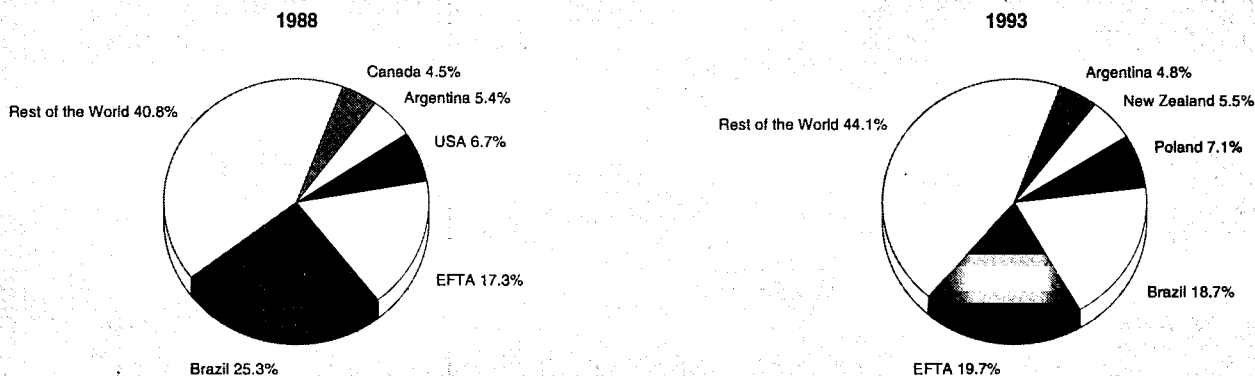 1988
Canada 4.5%
Argentina 5.4%
Rest of the World 40.8%
USA 6.7%
EFTA 17.3%
Brazil 25.3%
1993
Argentina 4.8%
New Zealand 5.5%
Rest of the World 44.1%
Poland 7.1%
Brazil 18.7%
EFTA 19.7%